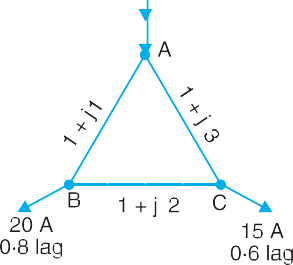 A
1 + j1
1 + j 3
B
1 + j 2
C
20 A
0·8 lag
15 A
0·6 lag